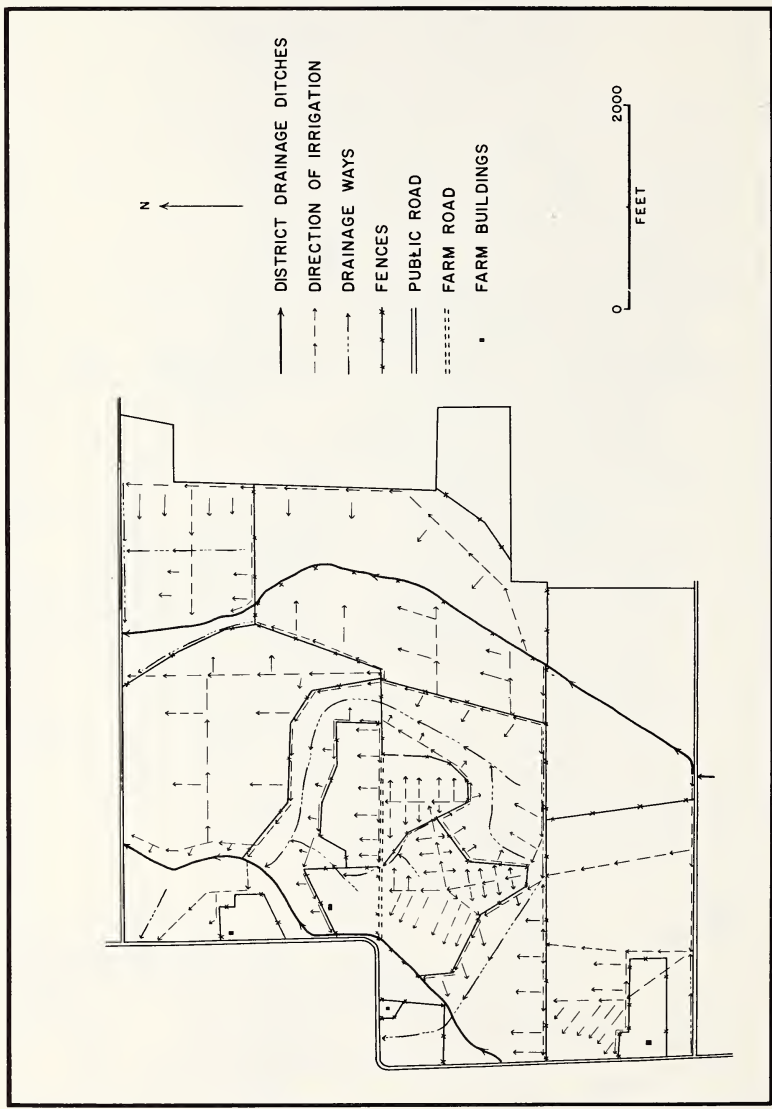 N
DISTRICT DRAINAGE DITCHES
DIRECTION OF IRRIGATION
DRAINAGE WAYS
FENCES
PUBLIC ROAD
FARM ROAD
FARM BUILDINGS
0 2000
FEET